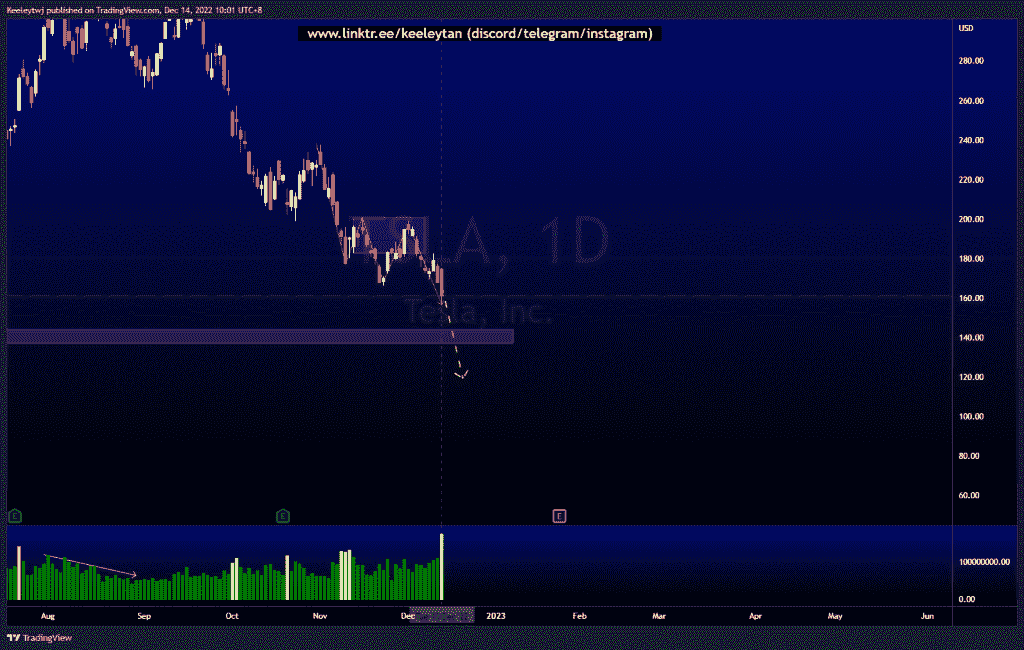 Keeleytwj published on TradingView.com, Dec 14, 2022 10:01 UTC+8
www.linktr.ee/keeleytan (discord/telegram/instagram)
USD
280.00
260.00
240.00
220.00
200.00
180.00
160.00
140.00
120.00
100.00
80.00
60.00
LA, 1D
Tesla, Inc.
E
E
E
100000000.00
0.00
Aug
Sep
Oct
Nov
Dec
2023
Feb
Mar
Apr
May
Jun
TradingView